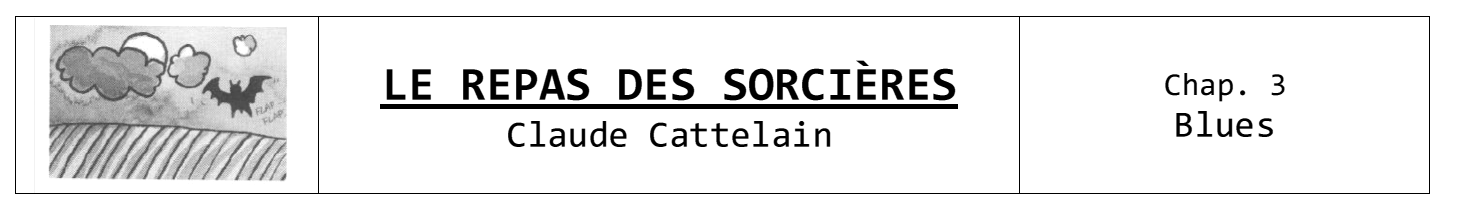 FLAP
FLAP
LE REPAS DES SORCIÈRES
Claude Cattelain
Chap. 3
Blues